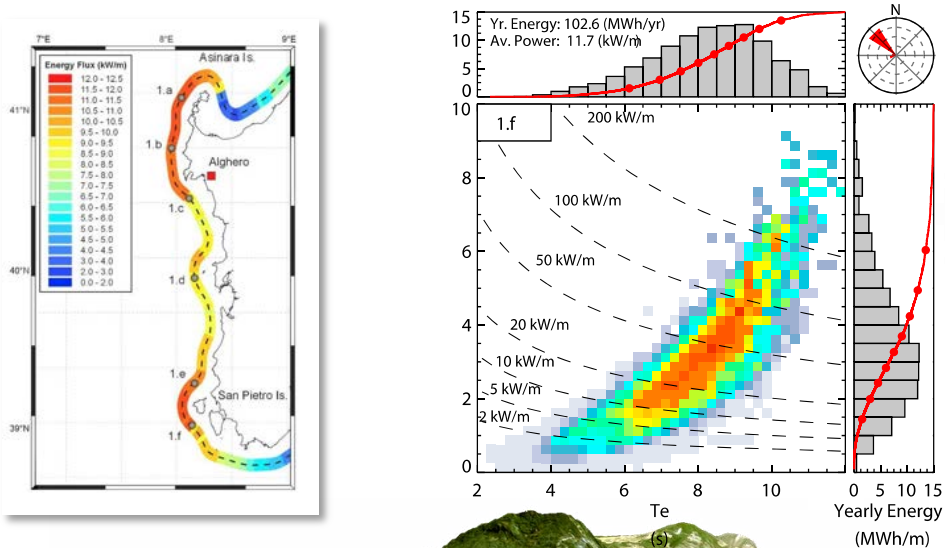 7°E 8°E 9°E
Energy Flux (kW/m)
12.0 - 12.5
11.5 - 12.0
11.0 - 11.5
10.5 - 11.0
10.0 - 10.5
9.5 - 10.0
9.0 - 9.5
8.5 - 9.0
8.0 - 8.5
7.5 - 8.0
7.0 - 7.5
6.5 - 7.0
6.0 - 6.5
5.5 - 6.0
5.0 - 5.5
4.5 - 5.0
4.0 - 4.5
3.0 - 4.0
2.0 - 3.0
0.0 - 2.0
41°N
40°N
39°N
Asinara Is.
1.a
1.b
Alghero
1.c
1.d
1.e
San Pietro Is.
1.f
15
10
5
0
Yr. Energy: 102.6 (MWh/yr)
Av. Power: 11.7 (kW/m)
N
10
8
6
4
2
0
1.f
200 kW/m
100 kW/m
50 kW/m
20 kW/m
10 kW/m
5 kW/m
2 kW/m
2 4 6 8 10
Te
(s)
0 5 10 15
Yearly Energy
(MWh/m)